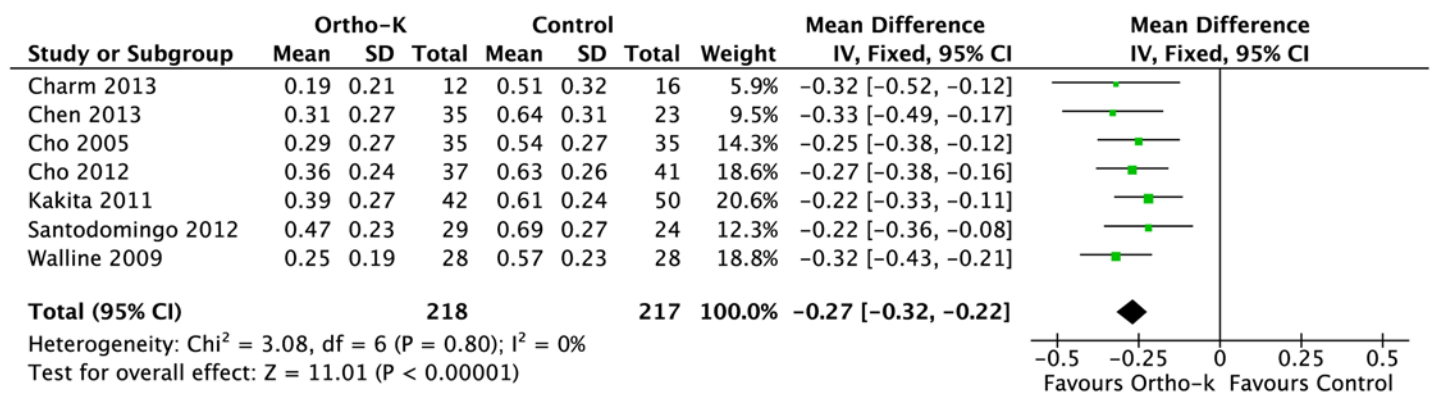 Ortho-K Control Mean Difference Mean Difference
Study or Subgroup Mean SD Total Mean SD Total Weight IV, Fixed, 95% CI IV, Fixed, 95% CI
Charm 2013 0.19 0.21 12 0.51 0.32 16 5.9% -0.32 [-0.52, -0.12]
Chen 2013 0.31 0.27 35 0.64 0.31 23 9.5% -0.33 [-0.49, -0.17]
Cho 2005 0.29 0.27 35 0.54 0.27 35 14.3% -0.25 [-0.38, -0.12]
Cho 2012 0.36 0.24 37 0.63 0.26 41 18.6% -0.27 [-0.38, -0.16]
Kakita 2011 0.39 0.27 42 0.61 0.24 50 20.6% -0.22 [-0.33, -0.11]
Santodomingo 2012 0.47 0.23 29 0.69 0.27 24 12.3% -0.22 [-0.36, -0.08]
Walline 2009 0.25 0.19 28 0.57 0.23 28 18.8% -0.32 [-0.43, -0.21]
Total (95% CI) 218 217 100.0% -0.27 [-0.32, -0.22]
Heterogeneity: Chi² = 3.08, df = 6 (P = 0.80); I² = 0%
Test for overall effect: Z = 11.01 (P < 0.00001)
-0.5 -0.25 0 0.25 0.5
Favours Ortho-k Favours Control